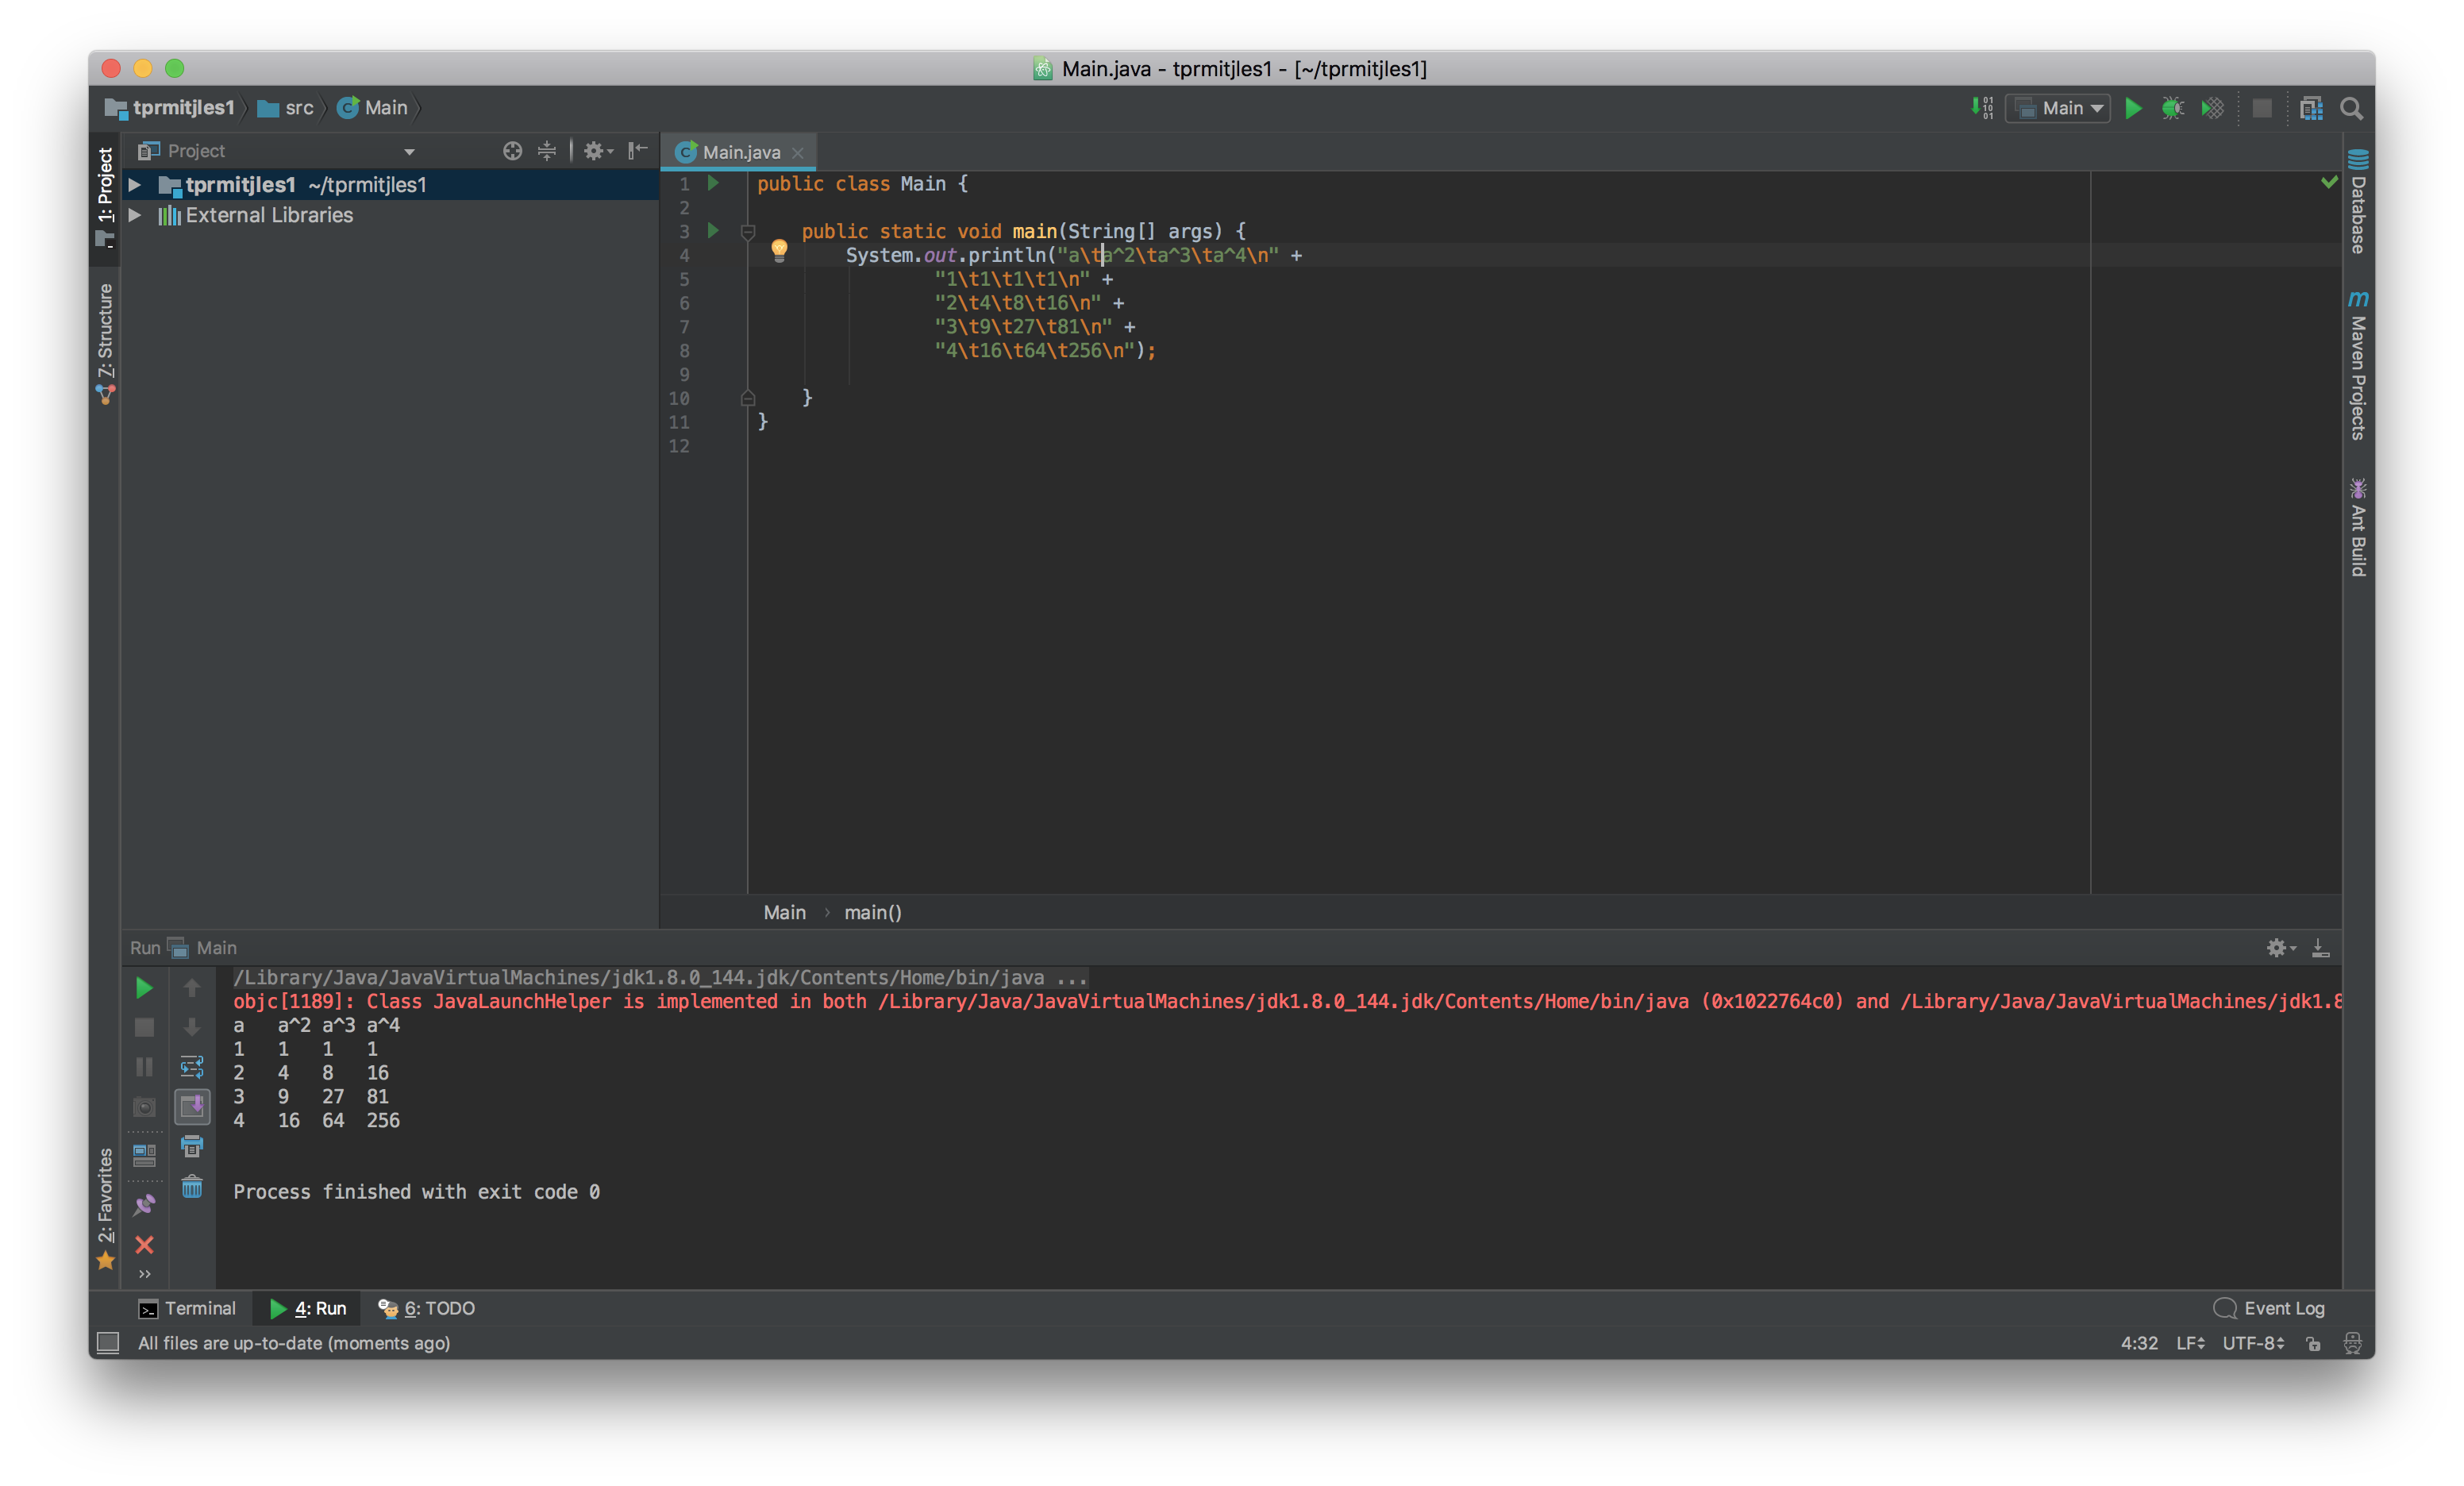 Main.java - tprmitjles1 - [~/tprmitjles1]
tprmitjles1 src Main
Main
1: Project
7: Structure
2: Favorites
Project
tprmitjles1 ~/tprmitjles1
External Libraries
Main.java
1 public class Main {
2
3 public static void main(String[] args) {
4 System.out.println("a\ta^2\ta^3\ta^4\n" +
5 "1\t1\t1\t1\n" +
6 "2\t4\t8\t16\n" +
7 "3\t9\t27\t81\n" +
8 "4\t16\t64\t256\n");
9
10 }
11 }
12
Main › main()
Database
m Maven Projects
Ant Build
Run Main
/Library/Java/JavaVirtualMachines/jdk1.8.0_144.jdk/Contents/Home/bin/java ...
objc[1189]: Class JavaLaunchHelper is implemented in both /Library/Java/JavaVirtualMachines/jdk1.8.0_144.jdk/Contents/Home/bin/java (0x1022764c0) and /Library/Java/JavaVirtualMachines/jdk1.8
a a^2 a^3 a^4
1 1 1 1
2 4 8 16
3 9 27 81
4 16 64 256
Process finished with exit code 0
Terminal 4: Run 6: TODO Event Log
All files are up-to-date (moments ago) 4:32 LF UTF-8